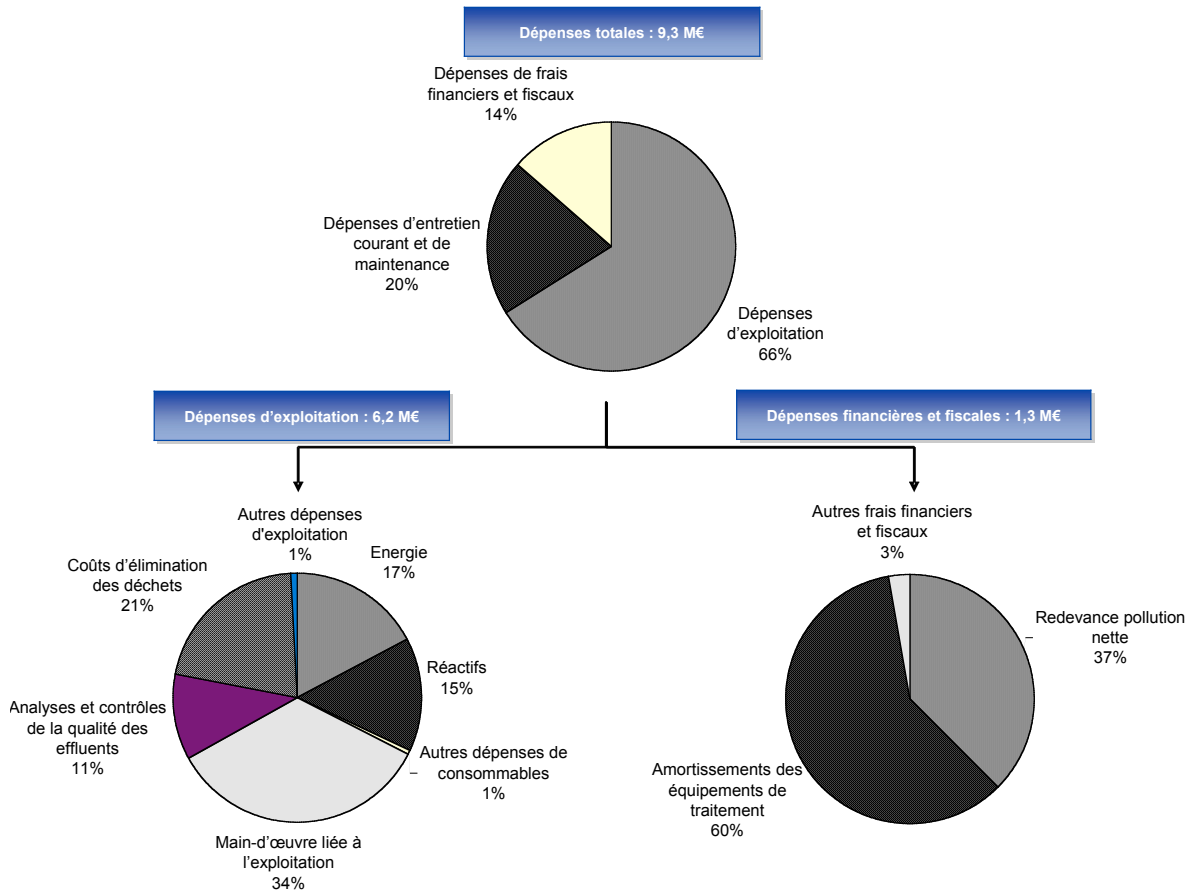 Dépenses totales : 9,3 M€
Dépenses de frais
financiers et fiscaux
14%
Dépenses d’entretien
courant et de
maintenance
20%
Dépenses
d’exploitation
66%
Dépenses d’exploitation : 6,2 M€
Dépenses financières et fiscales : 1,3 M€
Autres dépenses
d'exploitation
1%
Energie
17%
Coûts d’élimination
des déchets
21%
Réactifs
15%
Analyses et contrôles
de la qualité des
effluents
11%
Autres dépenses de
consommables
1%
Main-d’œuvre liée à
l’exploitation
34%
Autres frais financiers
et fiscaux
3%
Redevance pollution
nette
37%
Amortissements des
équipements de
traitement
60%